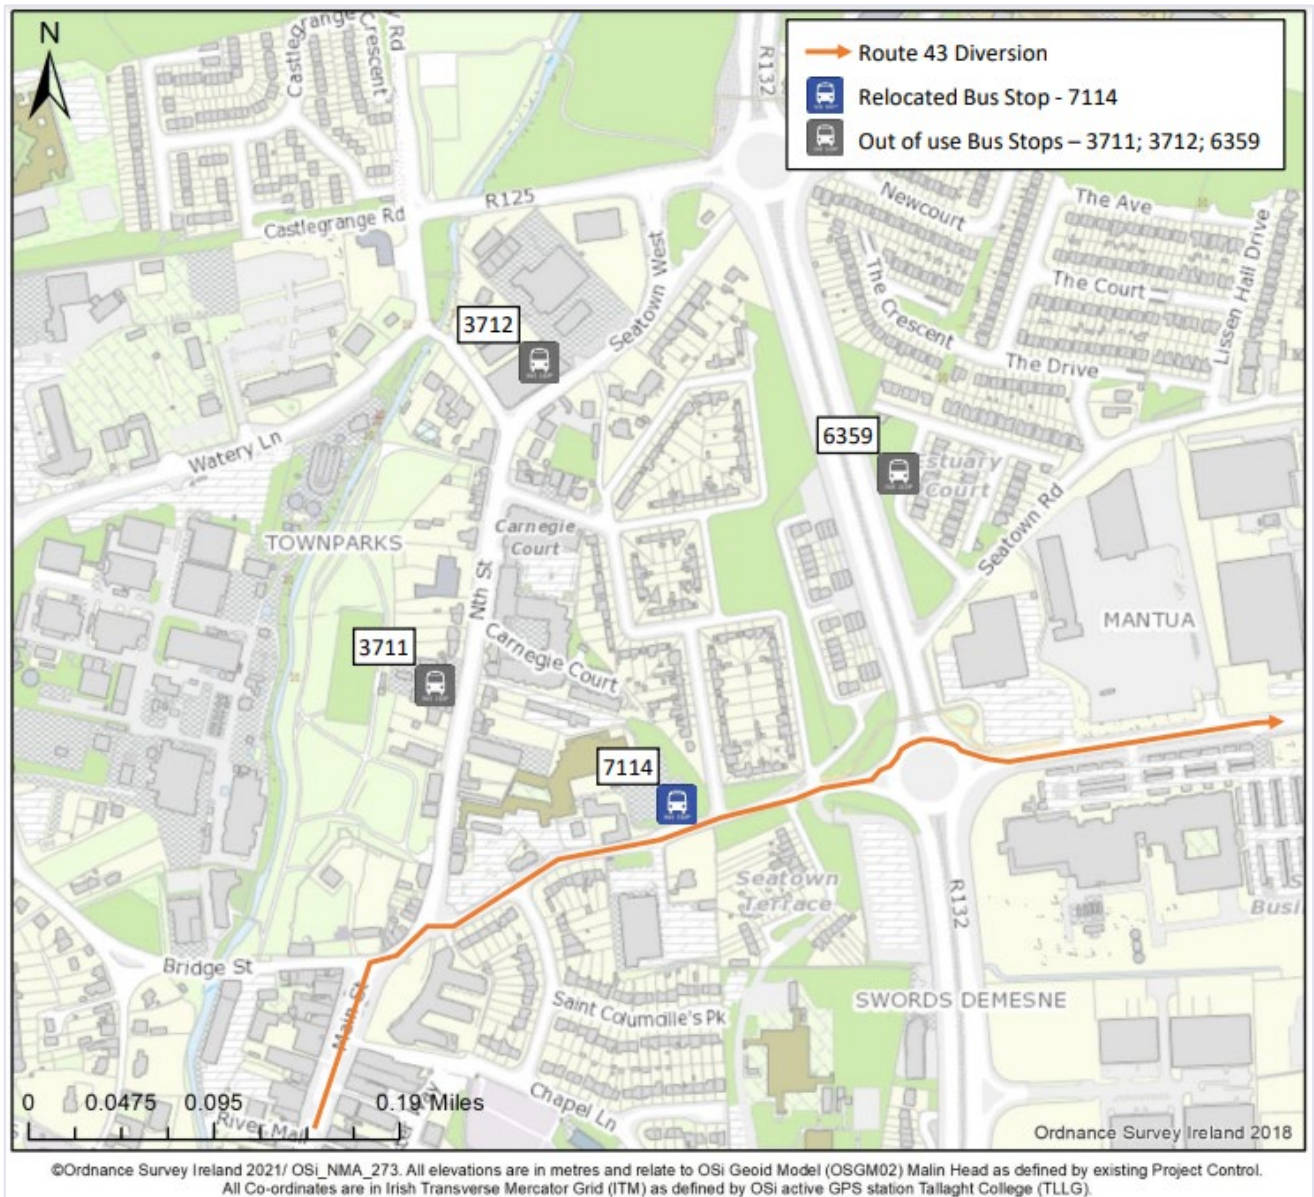 N
Route 43 Diversion
Relocated Bus Stop - 7114
Out of use Bus Stops – 3711; 3712; 6359
Castlegrange
Crescent
Rd
R132
Newcourt
The Ave
R125
Castlegrange Rd
Seatown West
The Crescent
The Court
Lissen Hall Drive
The Drive
3712
6359
Watery Ln
Estuary
Court
Seatown Rd
Carnegie
Court
TOWNPARKS
Nth St
MANTUA
3711
Carnegie Court
7114
Seatown
Terrace
R132
Bridge St
Main St
SWORDS DEMESNE
Saint Columcille's Pk
Chapel Ln
0 0.0475 0.095 0.19 Miles
Ordnance Survey Ireland 2018
©Ordnance Survey Ireland 2021/ OSi_NMA_273. All elevations are in metres and relate to OSi Geoid Model (OSGM02) Malin Head as defined by existing Project Control.
All Co-ordinates are in Irish Transverse Mercator Grid (ITM) as defined by OSi active GPS station Tallaght College (TLLG).